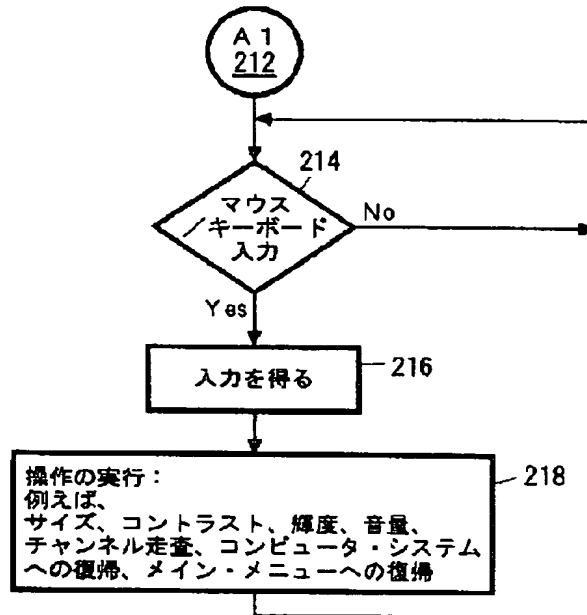 A1
212
214
マウス
／キーボード
入力
No
Yes
入力を得る
216
操作の実行：
例えば、
サイズ、コントラスト、輝度、音量、
チャンネル走査、コンピュータ・システム
への復帰、メイン・メニューへの復帰
218